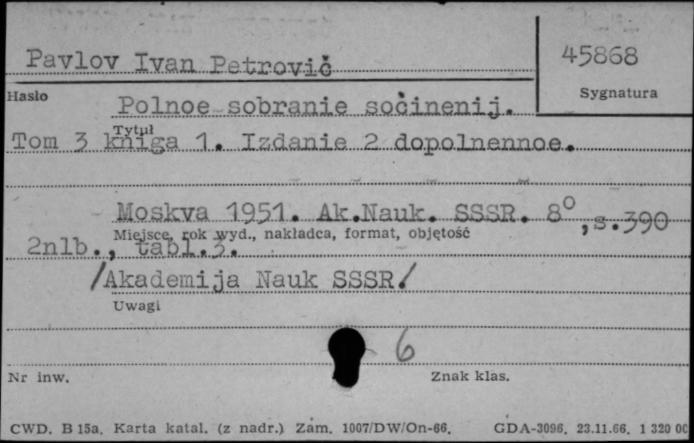 Pavlov Ivan Petrovič
45868
Hasło
Sygnatura
Polnoe sobranie sočinenij.
Tytuł
Tom 3 kniga 1. Izdanie 2 dopolnennoe.
Moskva 1951. Ak.Nauk. SSSR. 8⁰,s.390
Miejsce, rok wyd., nakładca, format, objętość
2nlb., tabl.3.
/Akademija Nauk SSSR/
Uwagi
6
Nr inw.
Znak klas.
CWD. B 15a. Karta katal. (z nadr.) Zam. 1007/DW/On-66. GDA-3096. 23.11.66. 1 320 00